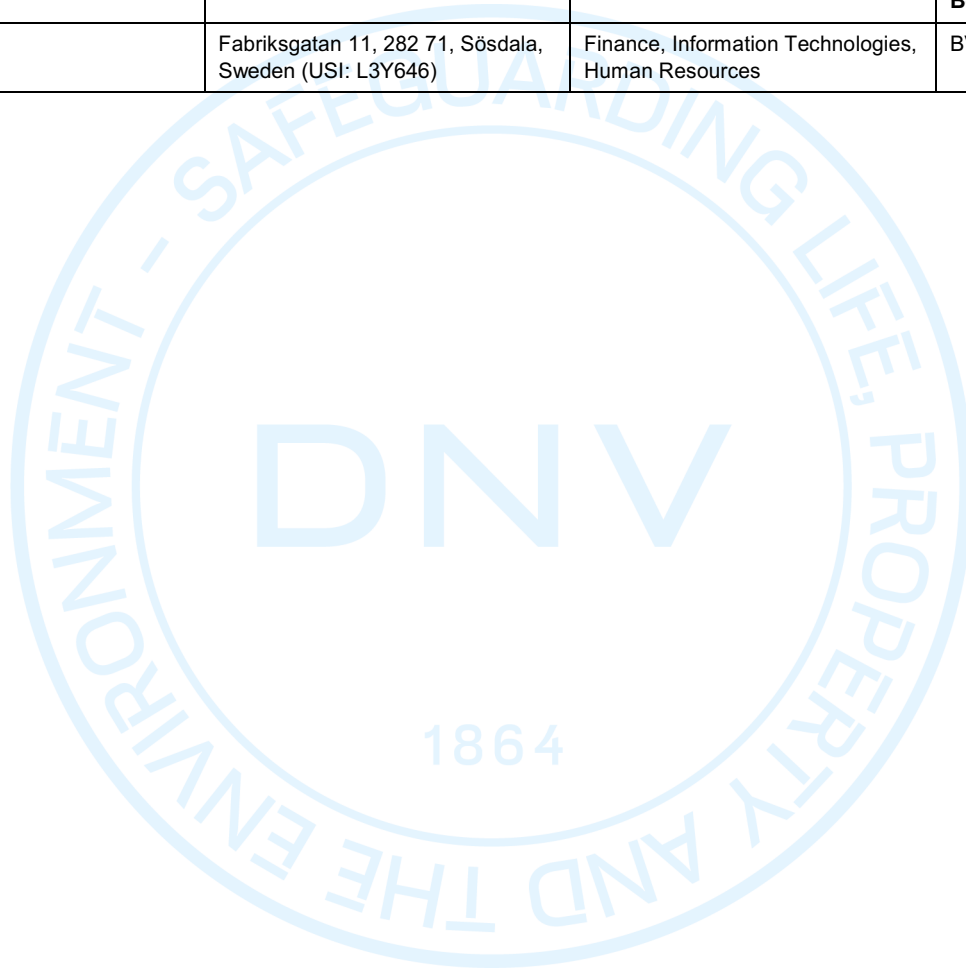 Fabriksgatan 11, 282 71, Sösdala,
Sweden (USI: L3Y646)
Finance, Information Technologies,
Human Resources
SAFEGUARDING LIFE, PROPERTY AND THE ENVIRONMENT -
DNV
1864